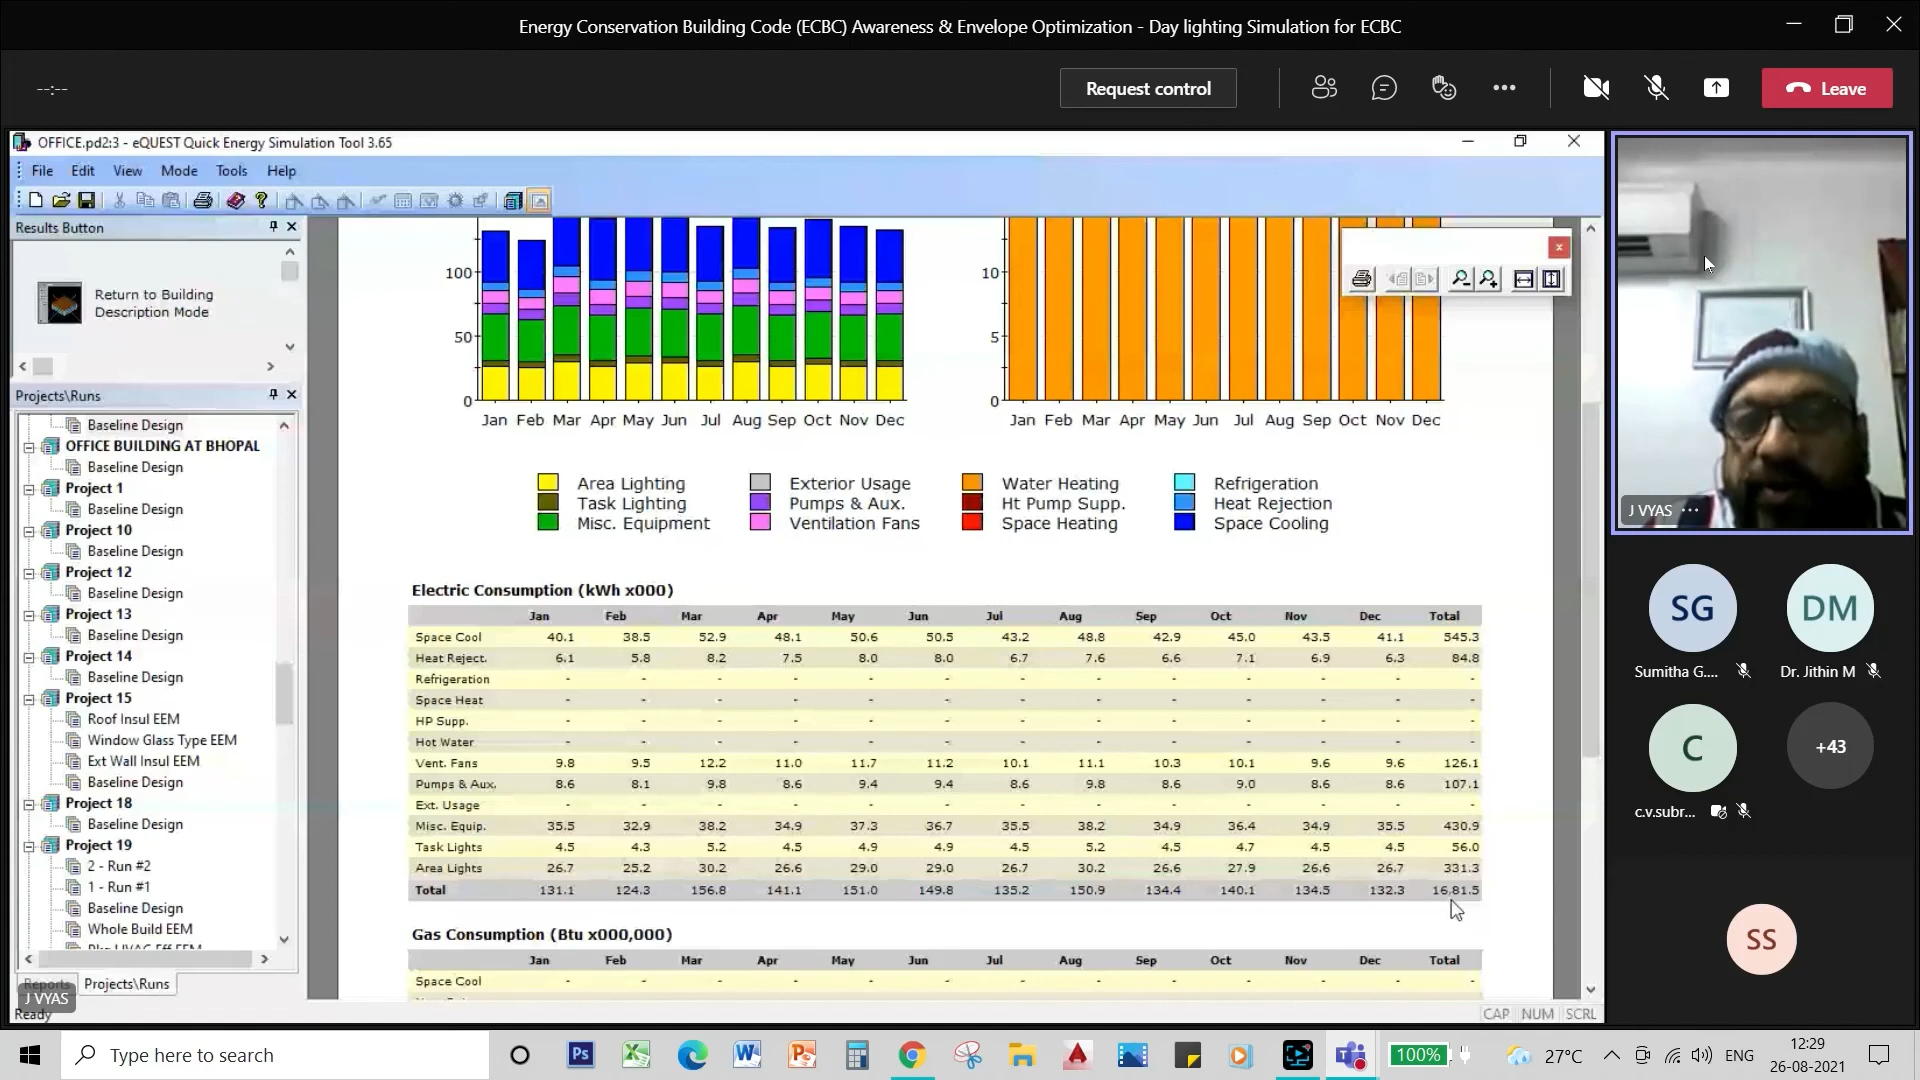 Energy Conservation Building Code (ECBC) Awareness & Envelope Optimization - Day lighting Simulation for ECBC
--:--
Request control
Leave
OFFICE.pd2:3 - eQUEST Quick Energy Simulation Tool 3.65
File Edit View Mode Tools Help
Results Button
Return to Building
Description Mode
Projects\Runs
Baseline Design
OFFICE BUILDING AT BHOPAL
Baseline Design
Project 1
Baseline Design
Project 10
Baseline Design
Project 12
Baseline Design
Project 13
Baseline Design
Project 14
Baseline Design
Project 15
Roof Insul EEM
Window Glass Type EEM
Ext Wall Insul EEM
Baseline Design
Project 18
Baseline Design
Project 19
2 - Run #2
1 - Run #1
Baseline Design
Whole Build EEM
Pkg HVAC Eff EEM
Reports Projects\Runs
J VYAS
Ready
100
50
0
Jan Feb Mar Apr May Jun Jul Aug Sep Oct Nov Dec
10
5
0
Jan Feb Mar Apr May Jun Jul Aug Sep Oct Nov Dec
Area Lighting Exterior Usage Water Heating Refrigeration
Task Lighting Pumps & Aux. Ht Pump Supp. Heat Rejection
Misc. Equipment Ventilation Fans Space Heating Space Cooling
Electric Consumption (kWh x000)
Jan Feb Mar Apr May Jun Jul Aug Sep Oct Nov Dec Total
Space Cool 40.1 38.5 52.9 48.1 50.6 50.5 43.2 48.8 42.9 45.0 43.5 41.1 545.3
Heat Reject. 6.1 5.8 8.2 7.5 8.0 8.0 6.7 7.6 6.6 7.1 6.9 6.3 84.8
Refrigeration - - - - - - - - - - - - -
Space Heat - - - - - - - - - - - - -
HP Supp. - - - - - - - - - - - - -
Hot Water - - - - - - - - - - - - -
Vent. Fans 9.8 9.5 12.2 11.0 11.7 11.2 10.1 11.1 10.3 10.1 9.6 9.6 126.1
Pumps & Aux. 8.6 8.1 9.8 8.6 9.4 9.4 8.6 9.8 8.6 9.0 8.6 8.6 107.1
Ext. Usage - - - - - - - - - - - - -
Misc. Equip. 35.5 32.9 38.2 34.9 37.3 36.7 35.5 38.2 34.9 36.4 34.9 35.5 430.9
Task Lights 4.5 4.3 5.2 4.5 4.9 4.9 4.5 5.2 4.5 4.7 4.5 4.5 56.0
Area Lights 26.7 25.2 30.2 26.6 29.0 29.0 26.7 30.2 26.6 27.9 26.6 26.7 331.3
Total 131.1 124.3 156.8 141.1 151.0 149.8 135.2 150.9 134.4 140.1 134.5 132.3 16,81.5
Gas Consumption (Btu x000,000)
Jan Feb Mar Apr May Jun Jul Aug Sep Oct Nov Dec Total
Space Cool - - - - - - - - - - - - -
CAP NUM SCRL
J VYAS
SG
DM
Sumitha G....
Dr. Jithin M
C
+43
c.v.subr...
SS
Type here to search
100%
27°C
ENG
12:29
26-08-2021